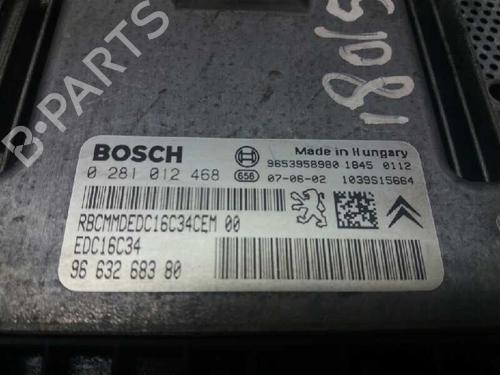 B-PARTS
18015
BOSCH
Made in Hungary
9653958980 1845 0112
0 281 012 468
656
07-06-02
1039S15664
RBCMMDEDC16C34CEM 00
EDC16C34
96 632 683 80